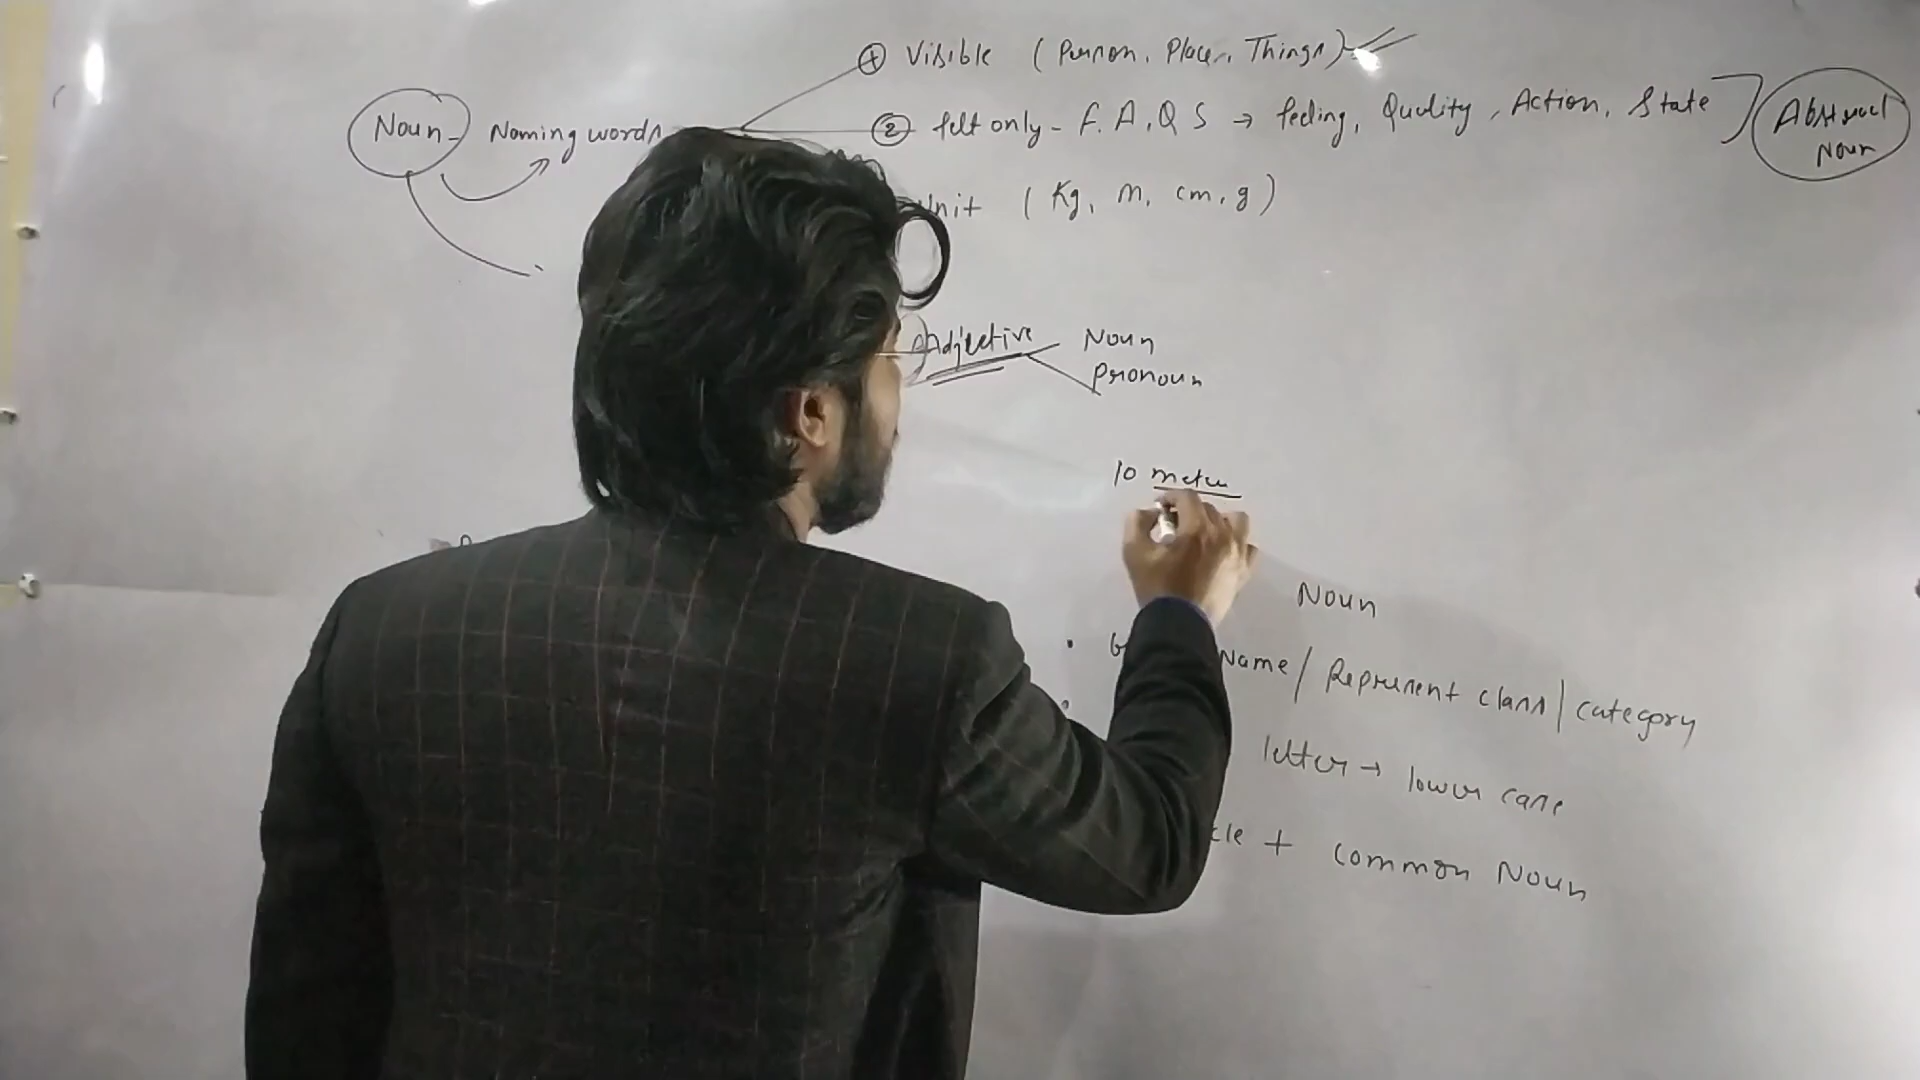 ① Visible (Person, Place, Things)
Noun - Naming words
② felt only - F. A, Q S → feeling, Quality, Action, State
Abstract Noun
Unit (Kg, m, cm, g)
Adjective
Noun
Pronoun
10 meter
Noun
Name / Represent class / category
letter → lower case
+ common Noun